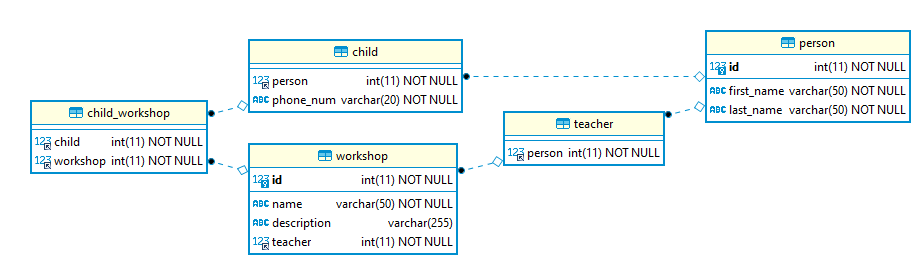 child
123 person int(11) NOT NULL
ABC phone_num varchar(20) NOT NULL
person
123 id int(11) NOT NULL
ABC first_name varchar(50) NOT NULL
ABC last_name varchar(50) NOT NULL
child_workshop
123 child int(11) NOT NULL
123 workshop int(11) NOT NULL
teacher
123 person int(11) NOT NULL
workshop
123 id int(11) NOT NULL
ABC name varchar(50) NOT NULL
ABC description varchar(255)
123 teacher int(11) NOT NULL